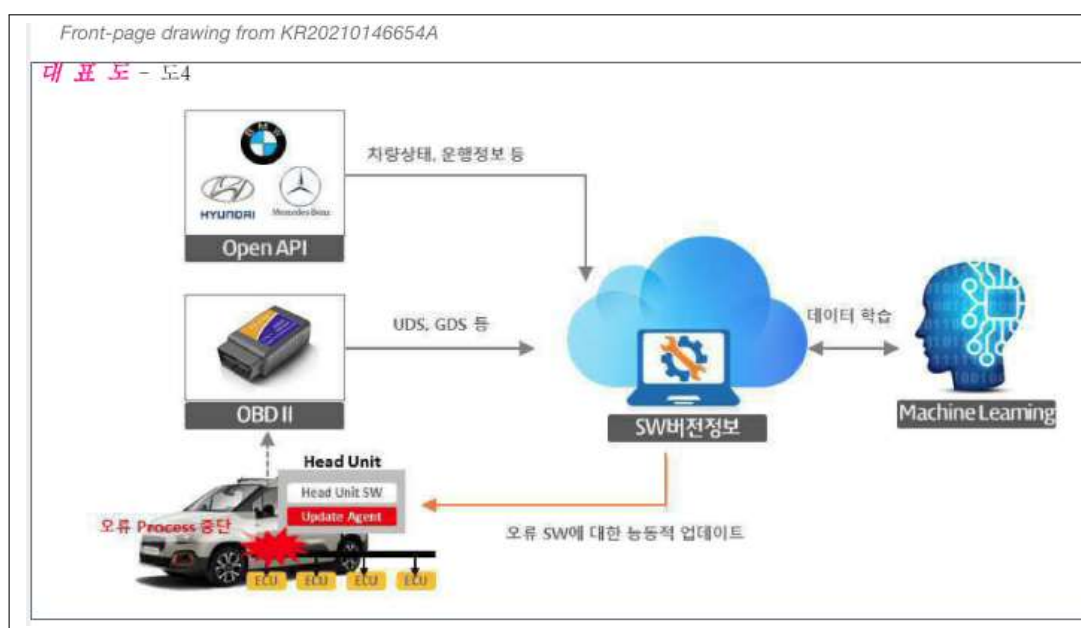 Front-page drawing from KR20210146654A
대 표 도 - 도4
BMW
HYUNDAI
Mercedes-Benz
Open API
차량상태, 운행정보 등
UDS, GDS 등
OBD II
데이터 학습
SW버전정보
Machine Learning
Head Unit
Head Unit SW
Update Agent
오류 Process 중단
오류 SW에 대한 능동적 업데이트
ECU ECU ECU ECU